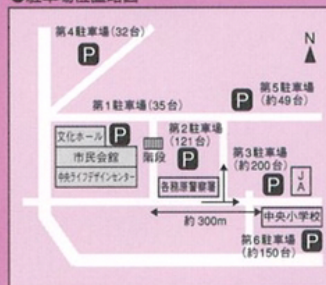 ●駐車場位置略図
第4駐車場(32台)
P
N
第5駐車場
(約49台)
P
第1駐車場(35台)
P
文化ホール
市民会館
中央ライフデザインセンター
階段
第2駐車場
(121台)
P
各務原警察署
第3駐車場
(約200台)
P
JA
約300m
中央小学校
第6駐車場
(約150台)
P